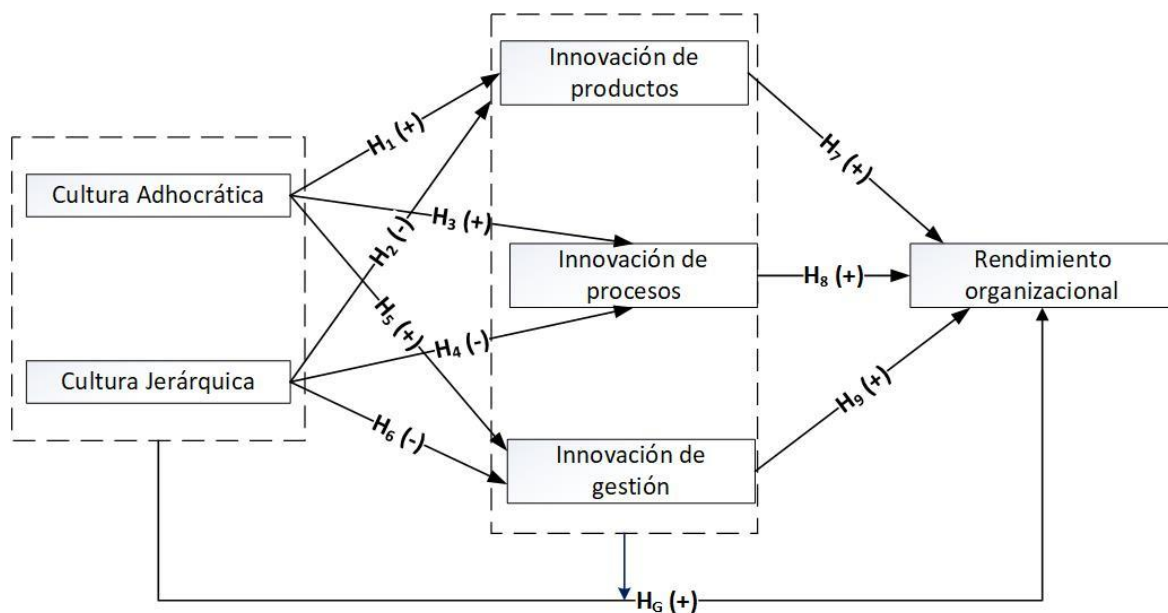 Innovación de
productos
H₁ (+)
H₇ (+)
Cultura Adhocrática
H₃ (+)
H₂ (-)
Innovación de
procesos
H₈ (+)
Rendimiento
organizacional
H₅ (+)
H₄ (-)
Cultura Jerárquica
H₉ (+)
H₆ (-)
Innovación de
gestión
H_G (+)